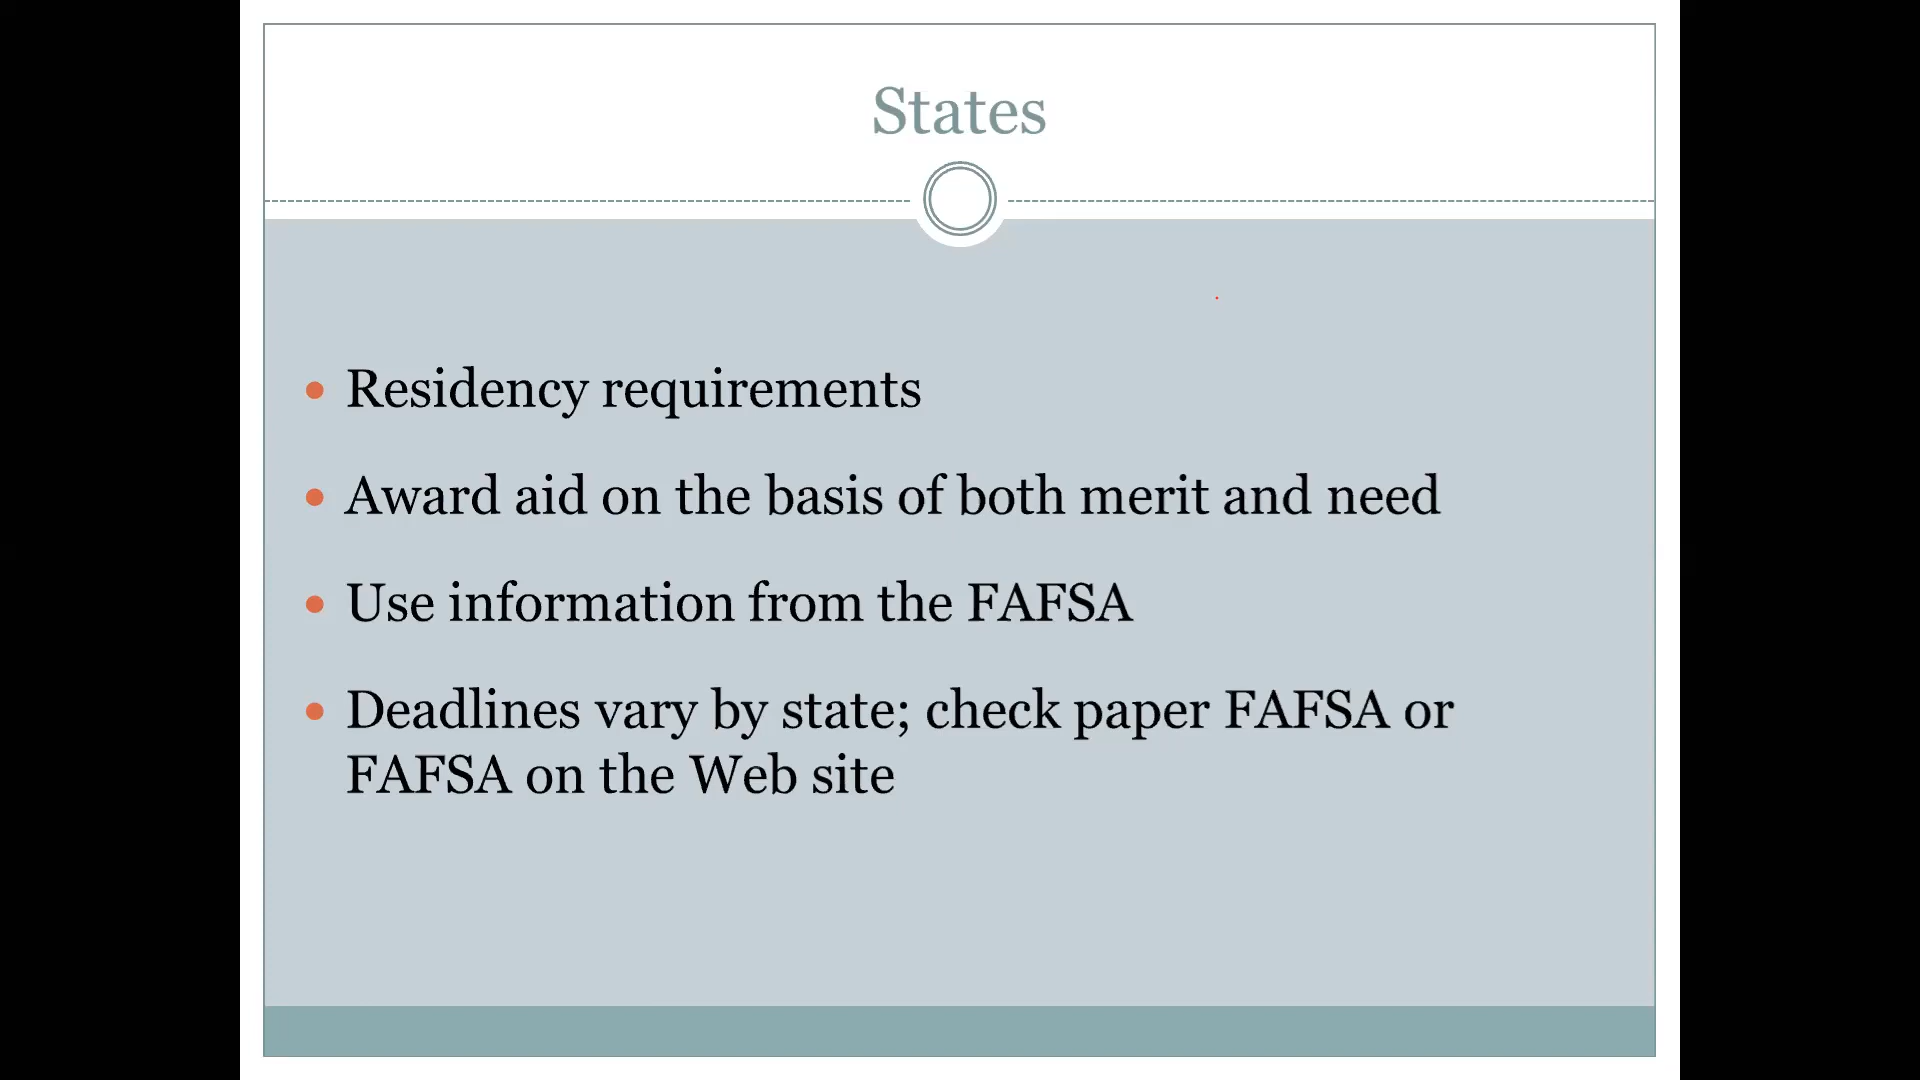 States
Residency requirements
Award aid on the basis of both merit and need
Use information from the FAFSA
Deadlines vary by state; check paper FAFSA or
FAFSA on the Web site